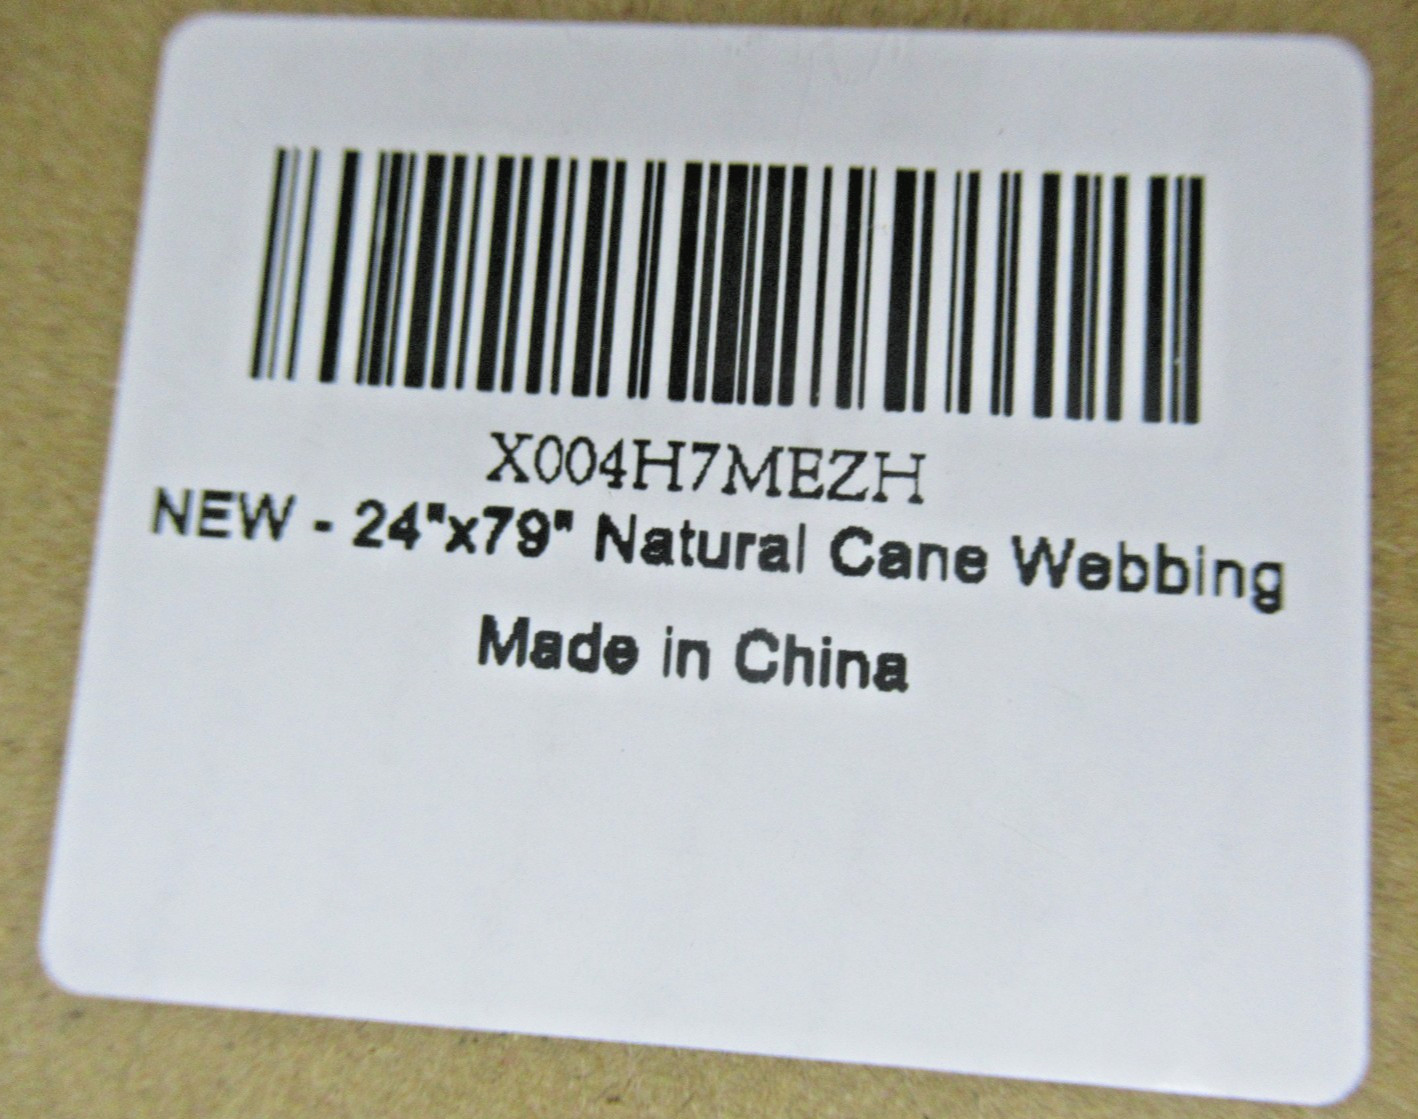 X004H7MEZH
NEW - 24"x79" Natural Cane Webbing
Made in China